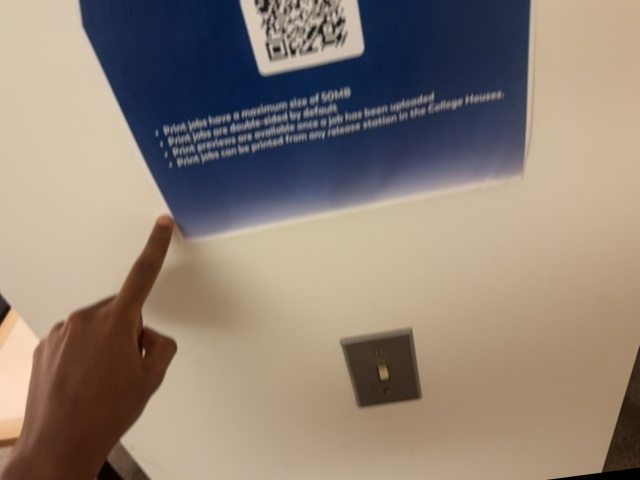 • Print jobs have a maximum size of 50MB
• Print jobs are double-sided by default
• Print previews are available once a job has been uploaded
• Print jobs can be printed from any release station in the College Houses.